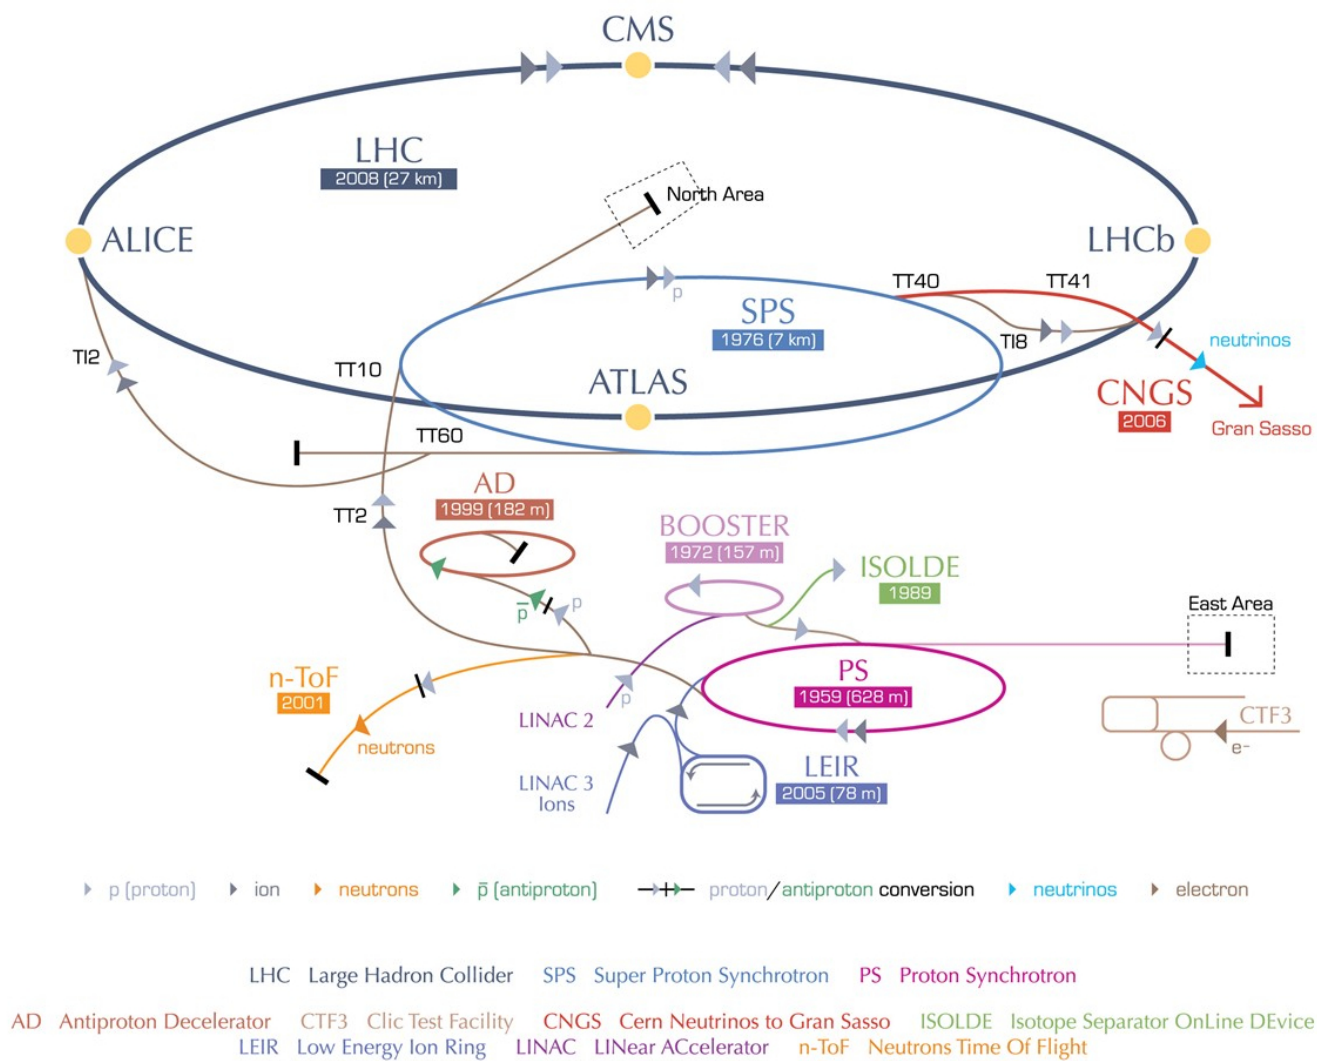 CMS
LHC
2008 (27 km)
North Area
ALICE
LHCb
TT40
TT41
p
SPS
1976 (7 km)
TI8
neutrinos
TI2
TT10
ATLAS
CNGS
2006
Gran Sasso
TT60
AD
1999 (182 m)
TT2
BOOSTER
1972 (157 m)
ISOLDE
1989
p̄
p
East Area
n-ToF
2001
PS
1959 (628 m)
p
LINAC 2
neutrons
CTF3
e-
LEIR
2005 (78 m)
LINAC 3
Ions
p (proton) ion neutrons p̄ (antiproton) proton/antiproton conversion neutrinos electron
LHC Large Hadron Collider SPS Super Proton Synchrotron PS Proton Synchrotron
AD Antiproton Decelerator CTF3 Clic Test Facility CNGS Cern Neutrinos to Gran Sasso ISOLDE Isotope Separator OnLine DEvice
LEIR Low Energy Ion Ring LINAC LINear ACcelerator n-ToF Neutrons Time Of Flight